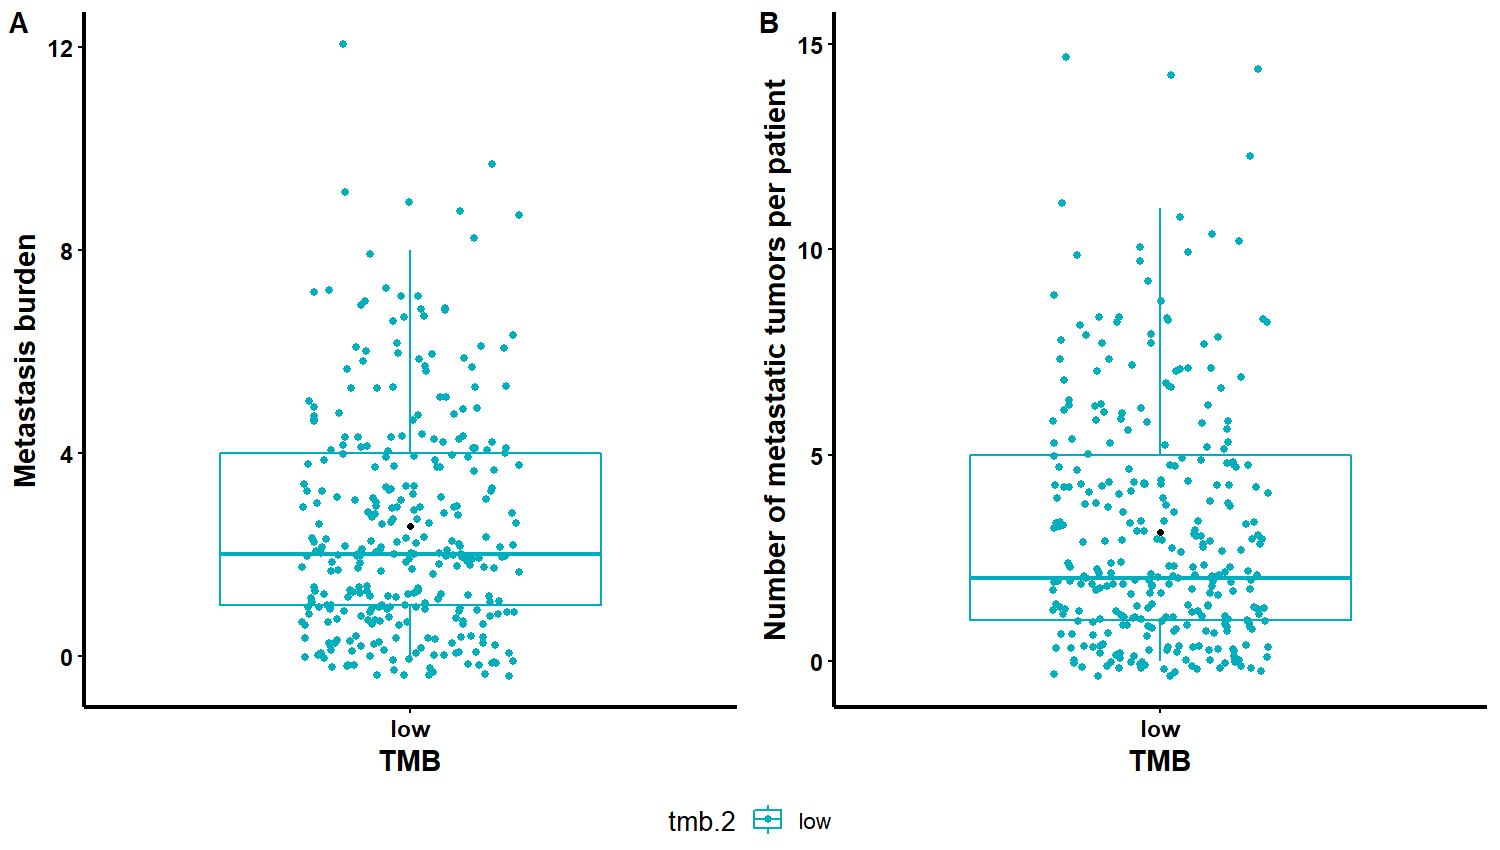 A
Metastasis burden
12
8
4
0
low
TMB
B
Number of metastatic tumors per patient
15
10
5
0
low
TMB
tmb.2 low